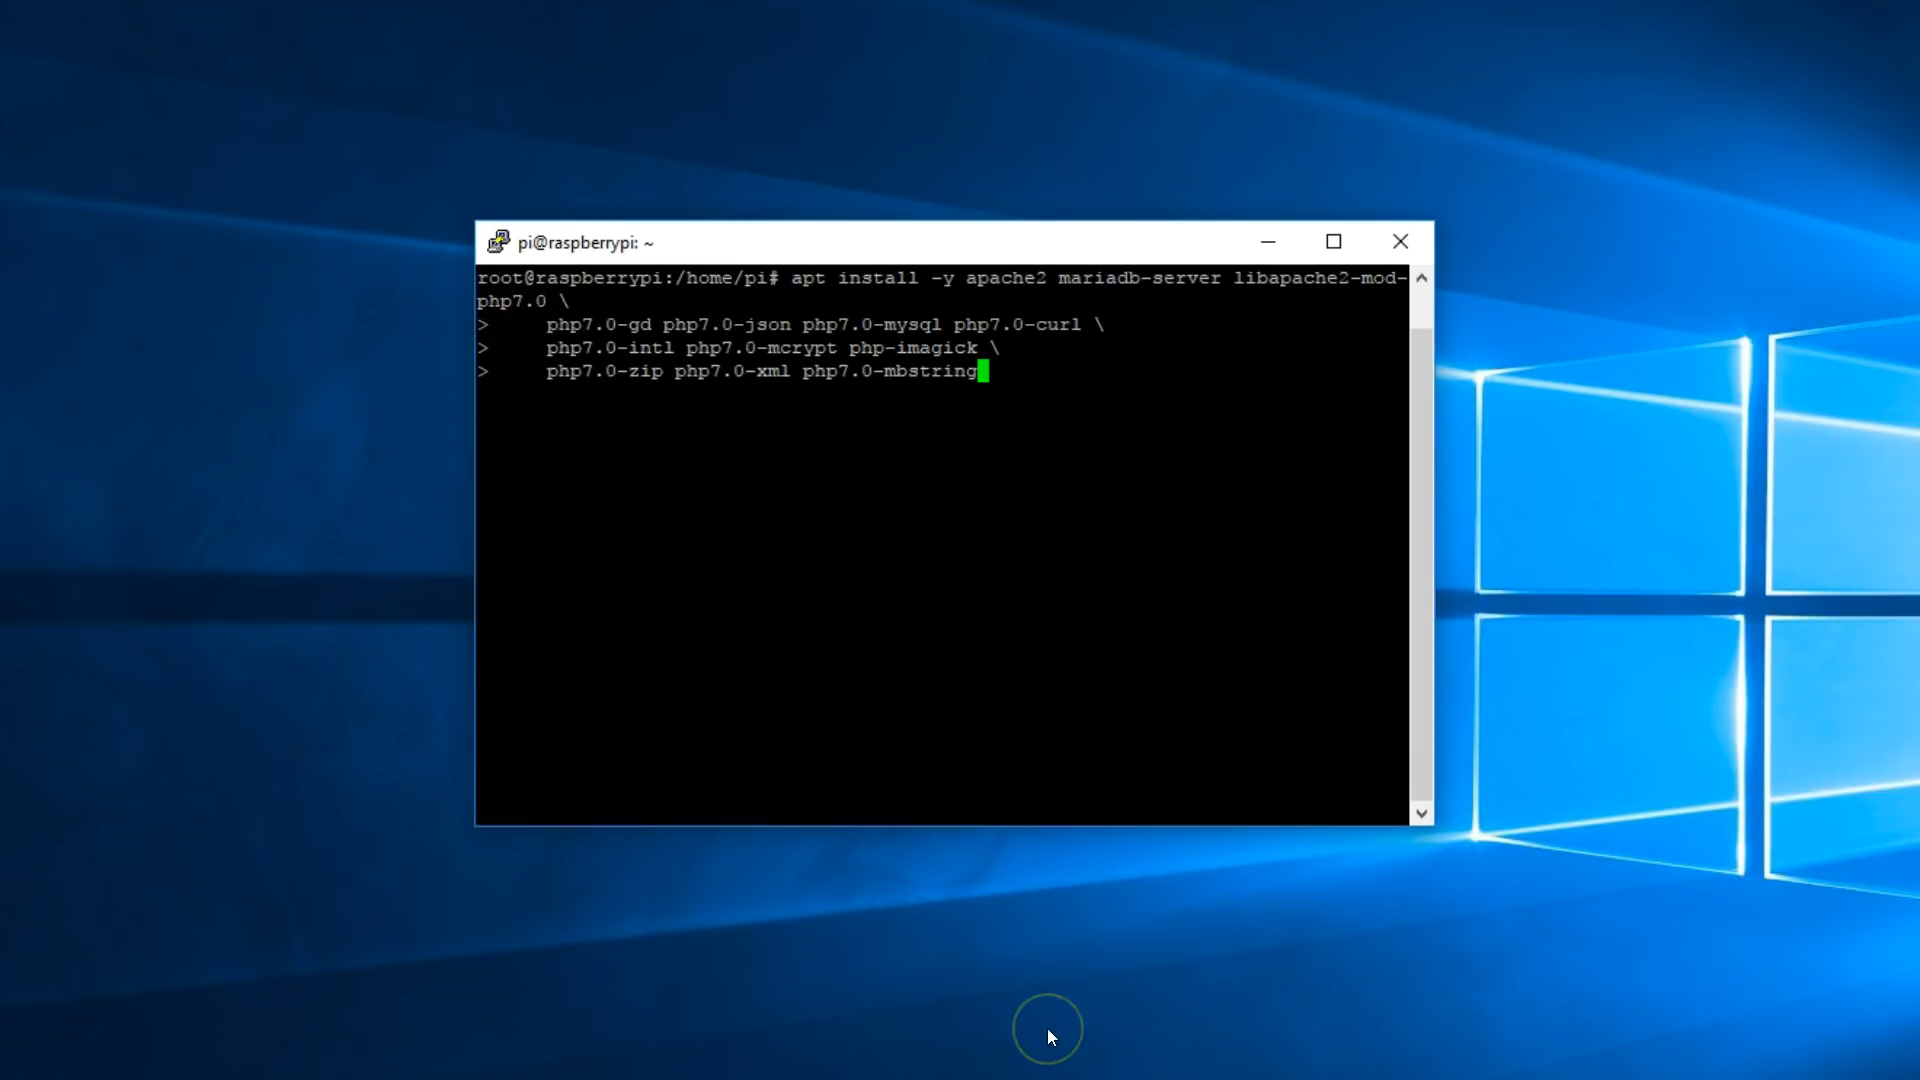 pi@raspberrypi: ~
root@raspberrypi:/home/pi# apt install -y apache2 mariadb-server libapache2-mod-
php7.0 \
>     php7.0-gd php7.0-json php7.0-mysql php7.0-curl \
>     php7.0-intl php7.0-mcrypt php-imagick \
>     php7.0-zip php7.0-xml php7.0-mbstring